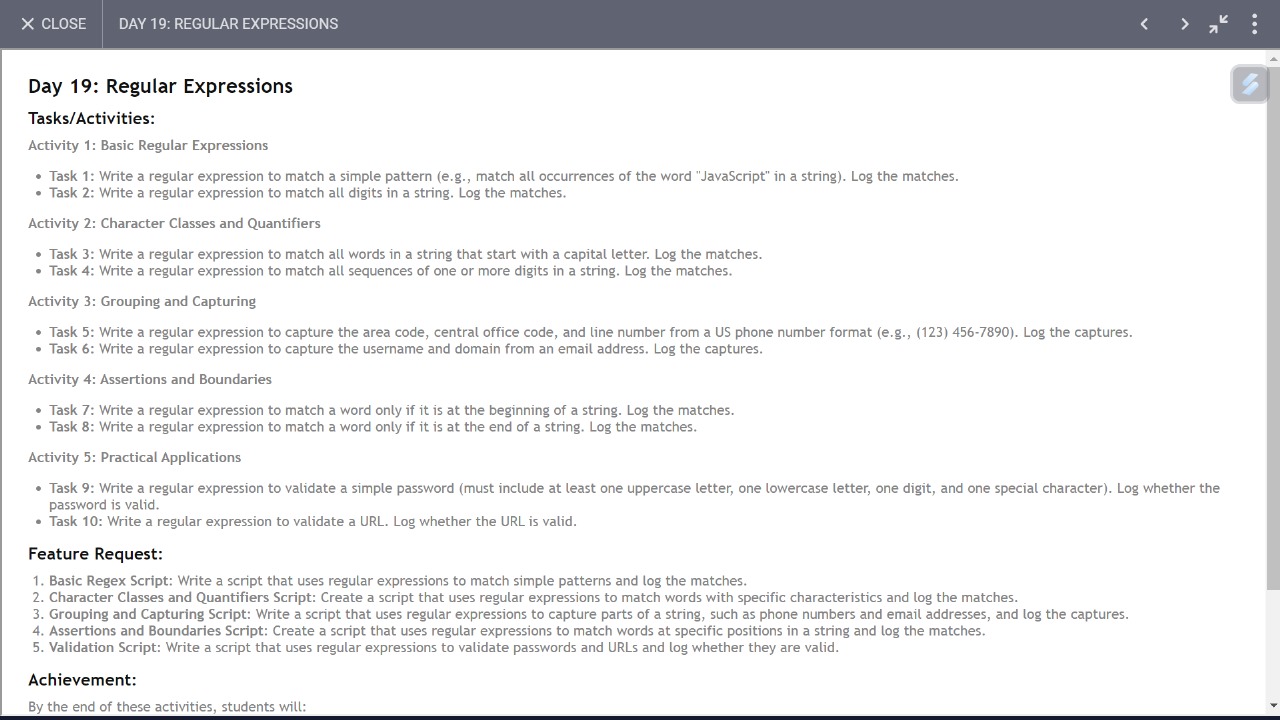 CLOSE DAY 19: REGULAR EXPRESSIONS
Day 19: Regular Expressions
Tasks/Activities:
Activity 1: Basic Regular Expressions
• Task 1: Write a regular expression to match a simple pattern (e.g., match all occurrences of the word "JavaScript" in a string). Log the matches.
• Task 2: Write a regular expression to match all digits in a string. Log the matches.
Activity 2: Character Classes and Quantifiers
• Task 3: Write a regular expression to match all words in a string that start with a capital letter. Log the matches.
• Task 4: Write a regular expression to match all sequences of one or more digits in a string. Log the matches.
Activity 3: Grouping and Capturing
• Task 5: Write a regular expression to capture the area code, central office code, and line number from a US phone number format (e.g., (123) 456-7890). Log the captures.
• Task 6: Write a regular expression to capture the username and domain from an email address. Log the captures.
Activity 4: Assertions and Boundaries
• Task 7: Write a regular expression to match a word only if it is at the beginning of a string. Log the matches.
• Task 8: Write a regular expression to match a word only if it is at the end of a string. Log the matches.
Activity 5: Practical Applications
• Task 9: Write a regular expression to validate a simple password (must include at least one uppercase letter, one lowercase letter, one digit, and one special character). Log whether the
password is valid.
• Task 10: Write a regular expression to validate a URL. Log whether the URL is valid.
Feature Request:
1. Basic Regex Script: Write a script that uses regular expressions to match simple patterns and log the matches.
2. Character Classes and Quantifiers Script: Create a script that uses regular expressions to match words with specific characteristics and log the matches.
3. Grouping and Capturing Script: Write a script that uses regular expressions to capture parts of a string, such as phone numbers and email addresses, and log the captures.
4. Assertions and Boundaries Script: Create a script that uses regular expressions to match words at specific positions in a string and log the matches.
5. Validation Script: Write a script that uses regular expressions to validate passwords and URLs and log whether they are valid.
Achievement:
By the end of these activities, students will: